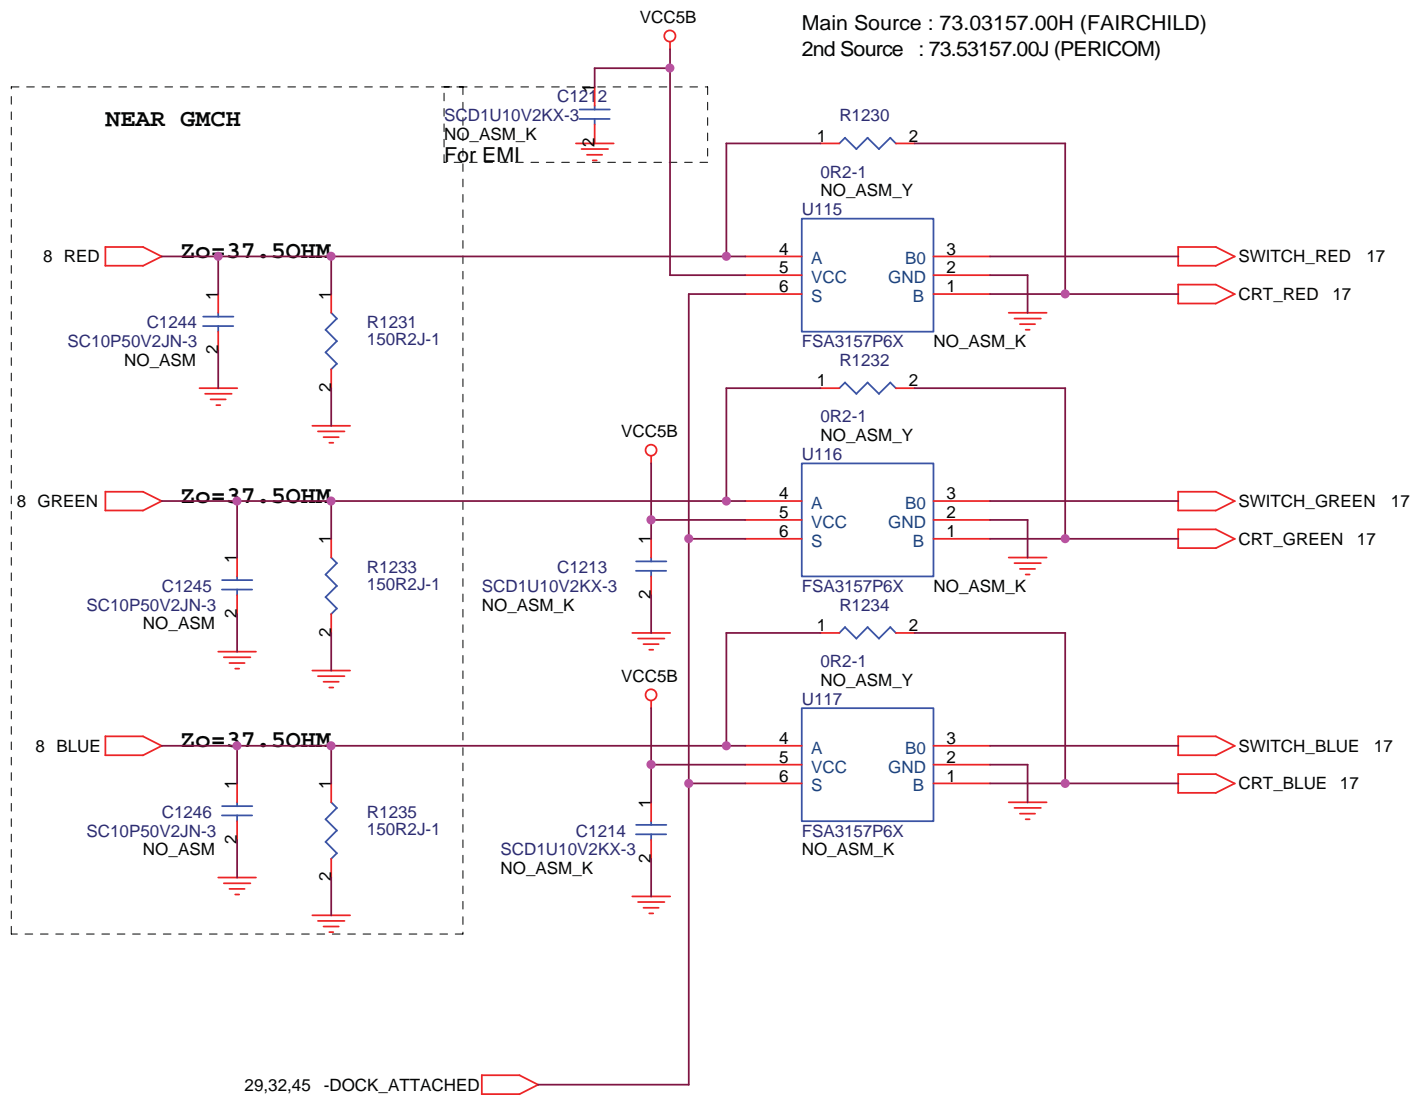 VCC5B
Main Source : 73.03157.00H (FAIRCHILD)
2nd Source : 73.53157.00J (PERICOM)
NEAR GMCH
C1212
SCD1U10V2KX-3
NO_ASM_K
For EMI
1
2
R1230
1 2
0R2-1
NO_ASM_Y
U115
8 RED
Zo=37.5OHM
4 A B0 3
5 VCC GND 2
6 S B 1
SWITCH_RED 17
CRT_RED 17
FSA3157P6X
NO_ASM_K
1
C1244
SC10P50V2JN-3
NO_ASM
2
1
R1231
150R2J-1
2
R1232
1 2
0R2-1
NO_ASM_Y
U116
VCC5B
8 GREEN
Zo=37.5OHM
4 A B0 3
5 VCC GND 2
6 S B 1
SWITCH_GREEN 17
CRT_GREEN 17
FSA3157P6X
NO_ASM_K
1
C1245
SC10P50V2JN-3
NO_ASM
2
1
R1233
150R2J-1
2
1
C1213
SCD1U10V2KX-3
NO_ASM_K
2
R1234
1 2
0R2-1
NO_ASM_Y
U117
VCC5B
8 BLUE
Zo=37.5OHM
4 A B0 3
5 VCC GND 2
6 S B 1
SWITCH_BLUE 17
CRT_BLUE 17
FSA3157P6X
NO_ASM_K
1
C1246
SC10P50V2JN-3
NO_ASM
2
1
R1235
150R2J-1
2
1
C1214
SCD1U10V2KX-3
NO_ASM_K
2
29,32,45 -DOCK_ATTACHED